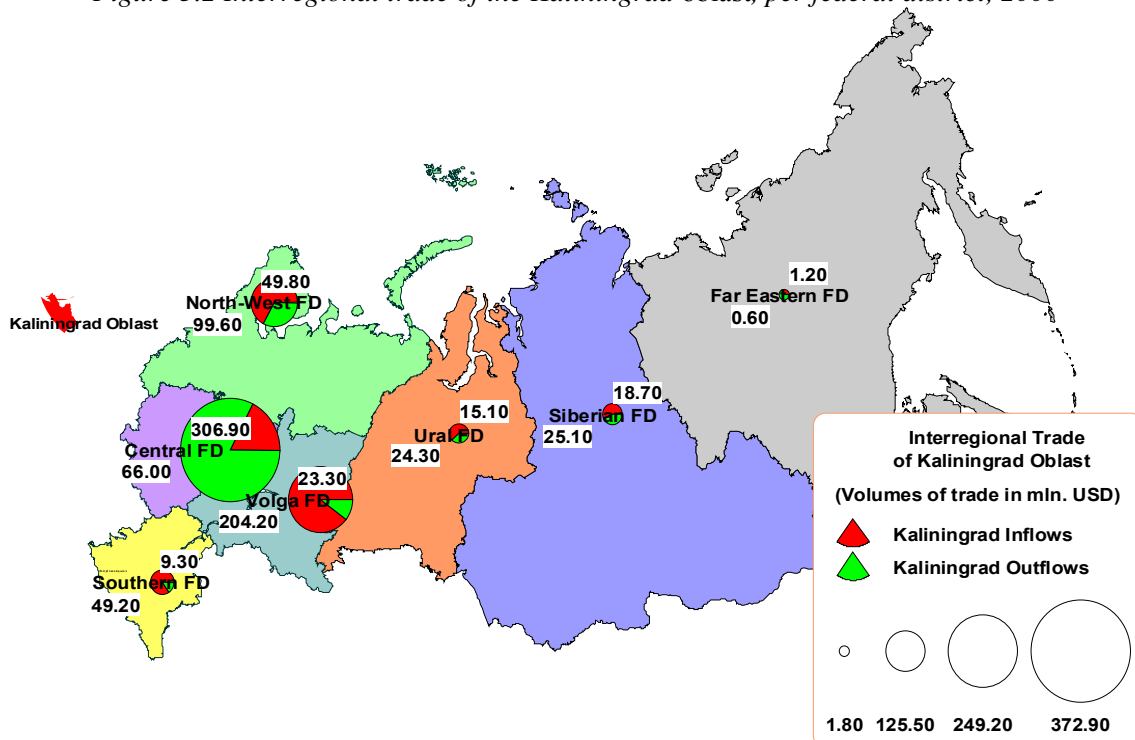 49.80
North-West FD
99.60
Kaliningrad Oblast
1.20
Far Eastern FD
0.60
306.90
Central FD
66.00
23.30
Volga FD
204.20
15.10
Ural FD
24.30
18.70
Siberian FD
25.10
9.30
Southern FD
49.20
Interregional Trade
of Kaliningrad Oblast
(Volumes of trade in mln. USD)
Kaliningrad Inflows
Kaliningrad Outflows
1.80 125.50 249.20 372.90